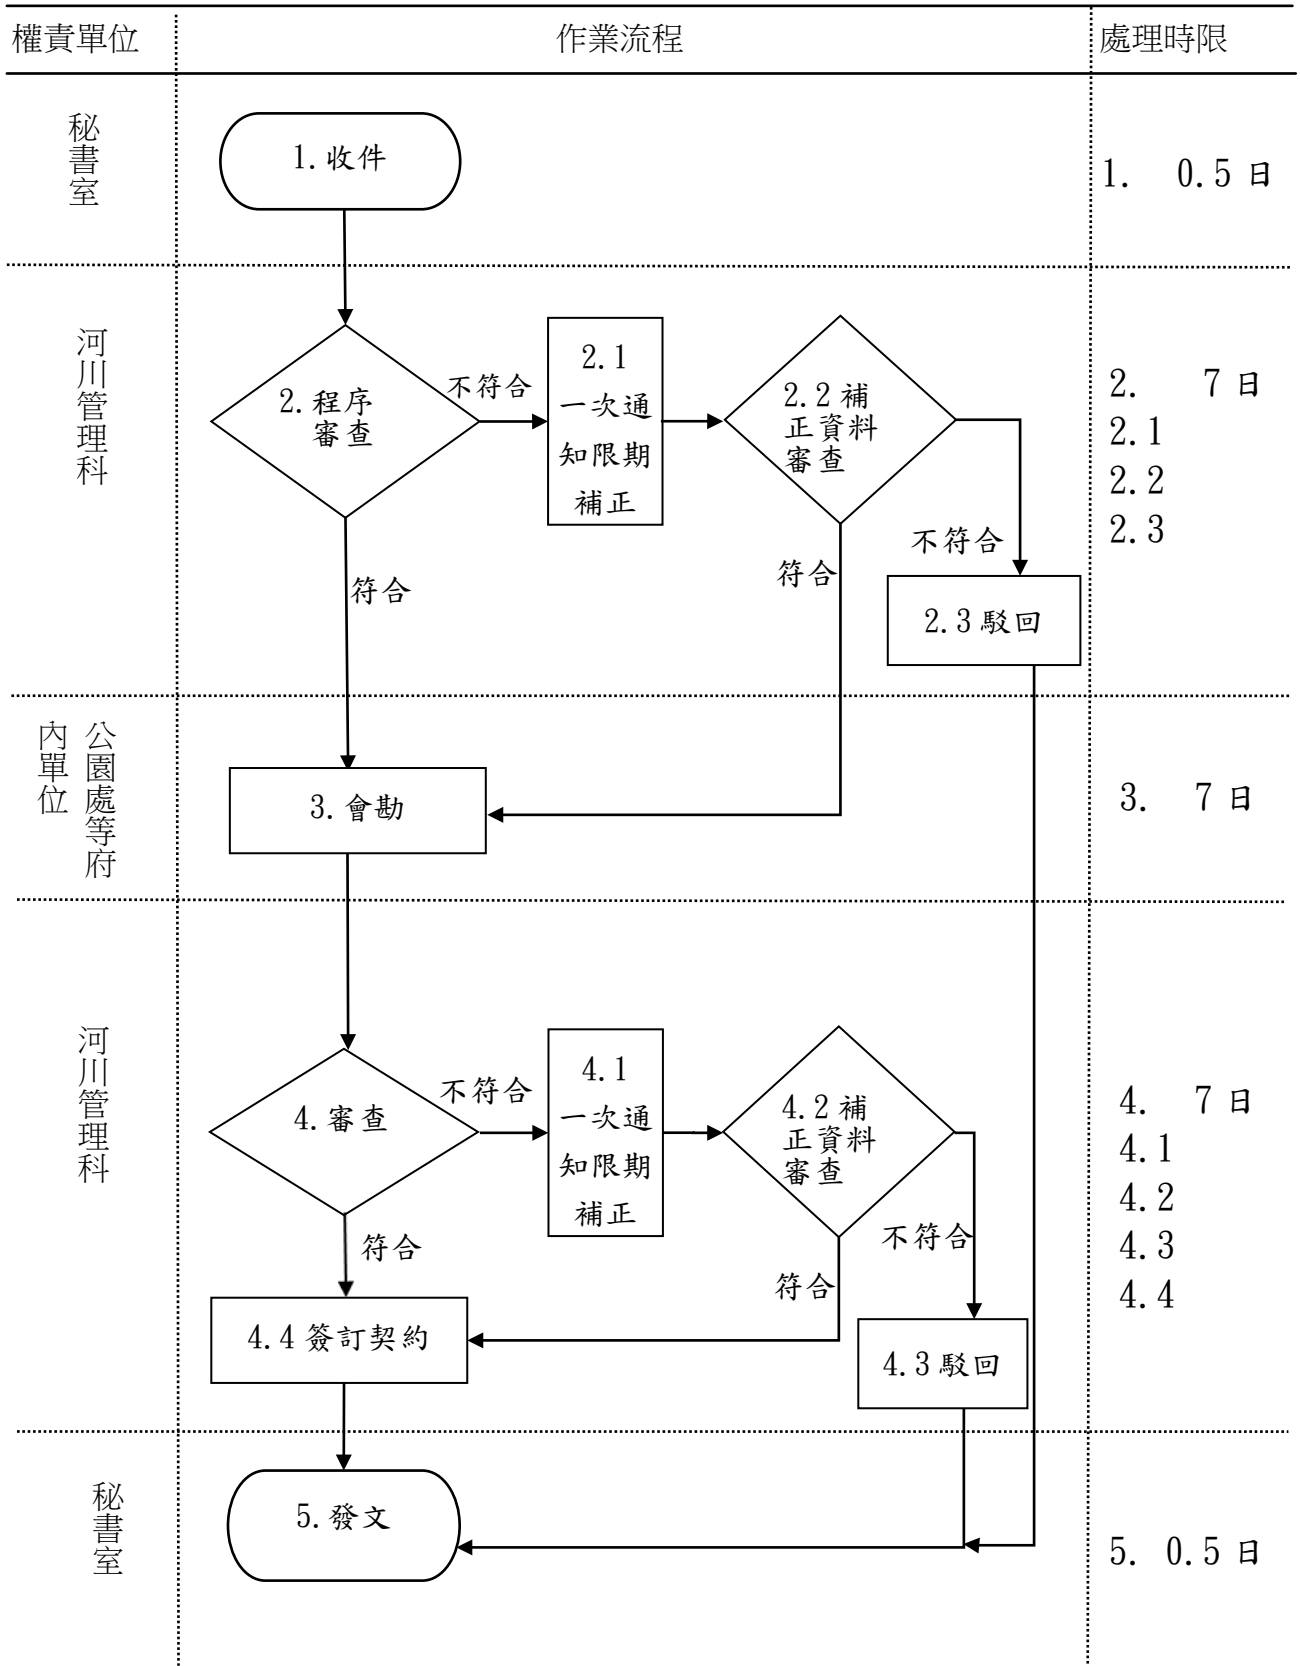 權責單位
作業流程
處理時限
秘書室
1.收件
1. 0.5日
河川管理科
2.程序
審查
不符合
2.1
一次通
知限期
補正
2.2補
正資料
審查
不符合
符合
符合
2.3駁回
2. 7日
2.1
2.2
2.3
公園處等府
內單位
3.會勘
3. 7日
河川管理科
4.審查
不符合
4.1
一次通
知限期
補正
4.2補
正資料
審查
不符合
符合
符合
4.4簽訂契約
4.3駁回
4. 7日
4.1
4.2
4.3
4.4
秘書室
5.發文
5. 0.5日